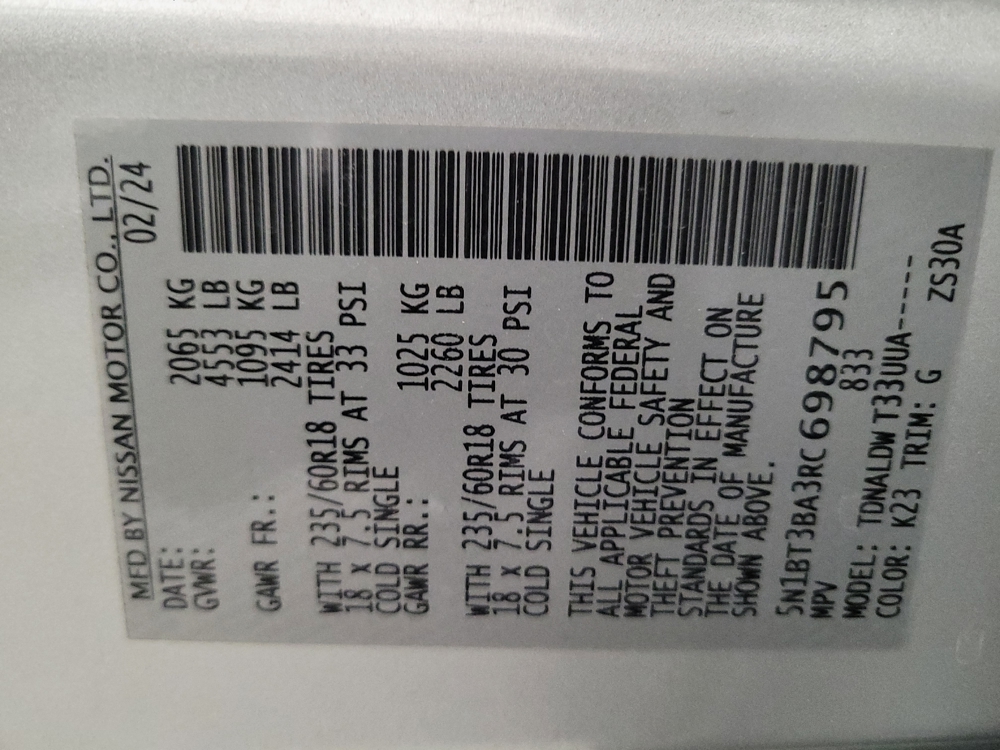 MFD BY NISSAN MOTOR CO., LTD.
DATE: 02/24
GVWR: 2065 KG
4553 LB
GAWR FR.: 1095 KG
2414 LB
WITH 235/60R18 TIRES
18 x 7.5 RIMS AT 33 PSI
COLD SINGLE
GAWR RR.: 1025 KG
2260 LB
WITH 235/60R18 TIRES
18 x 7.5 RIMS AT 30 PSI
COLD SINGLE
THIS VEHICLE CONFORMS TO
ALL APPLICABLE FEDERAL
MOTOR VEHICLE SAFETY AND
THEFT PREVENTION
STANDARDS IN EFFECT ON
THE DATE OF MANUFACTURE
SHOWN ABOVE.
5N1BT3BA3RC698795
MPV 833
MODEL: TDNALDW T33UUA-----
COLOR: K23 TRIM: G ZS30A